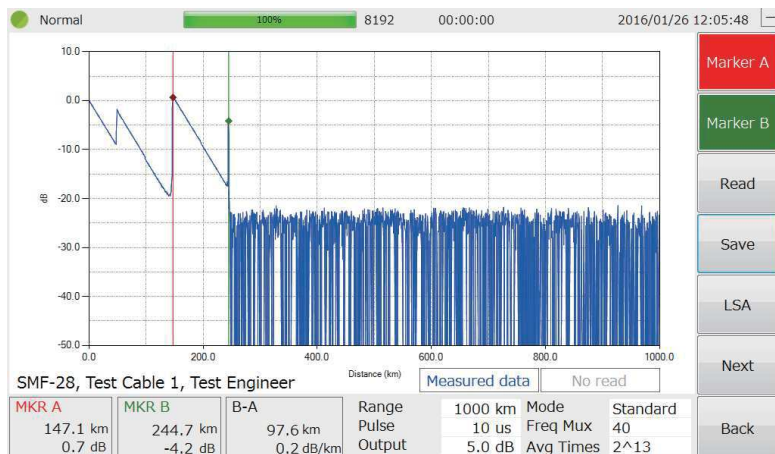 Normal 100% 8192 00:00:00 2016/01/26 12:05:48
Marker A
Marker B
Read
Save
LSA
Next
Back
10.0
0.0
-10.0
-20.0
-30.0
-40.0
-50.0
dB
0.0 200.0 400.0 600.0 800.0 1000.0
Distance (km)
SMF-28, Test Cable 1, Test Engineer
Measured data No read
MKR A
147.1 km
0.7 dB
MKR B
244.7 km
-4.2 dB
B-A
97.6 km
0.2 dB/km
Range 1000 km Mode Standard
Pulse 10 us Freq Mux 40
Output 5.0 dB Avg Times 2^13